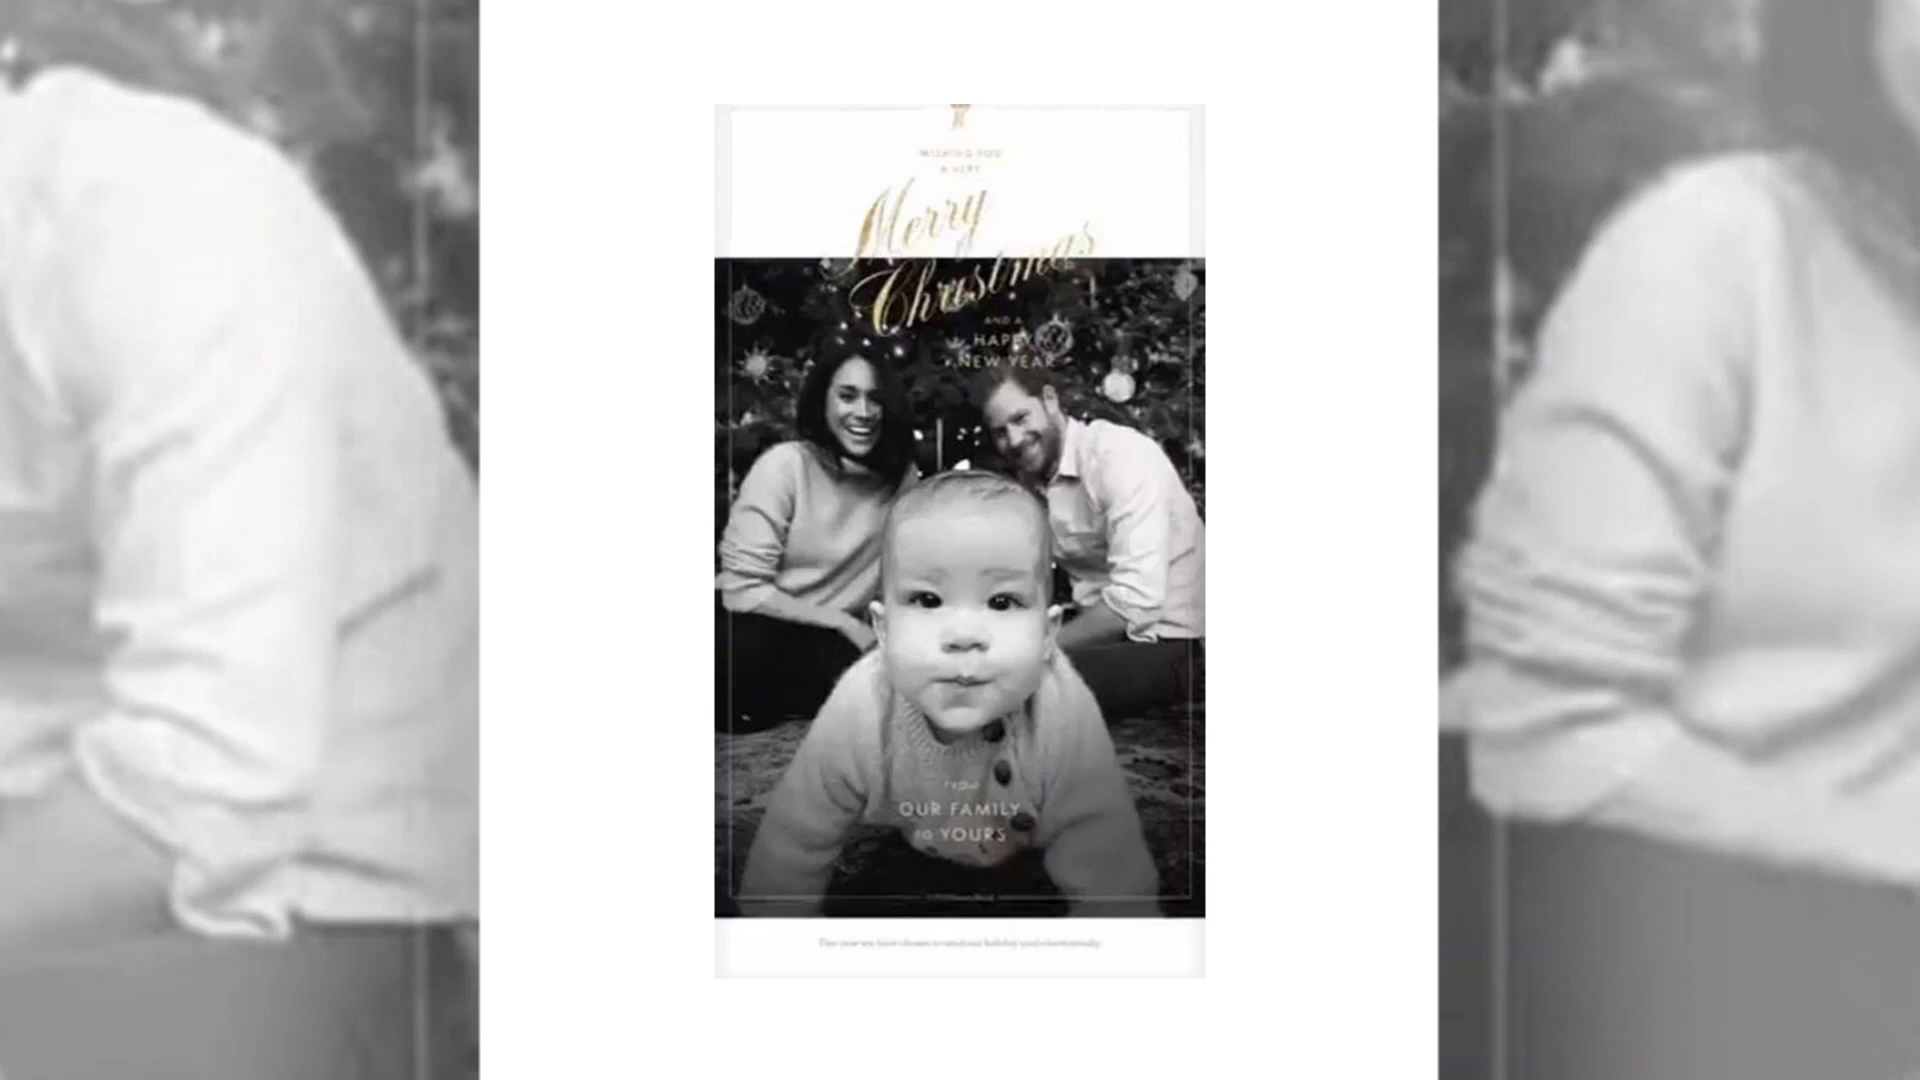 WISHING YOU
A VERY
Merry
Christmas
AND A
HAPPY
NEW YEAR
FROM
OUR FAMILY
to YOURS